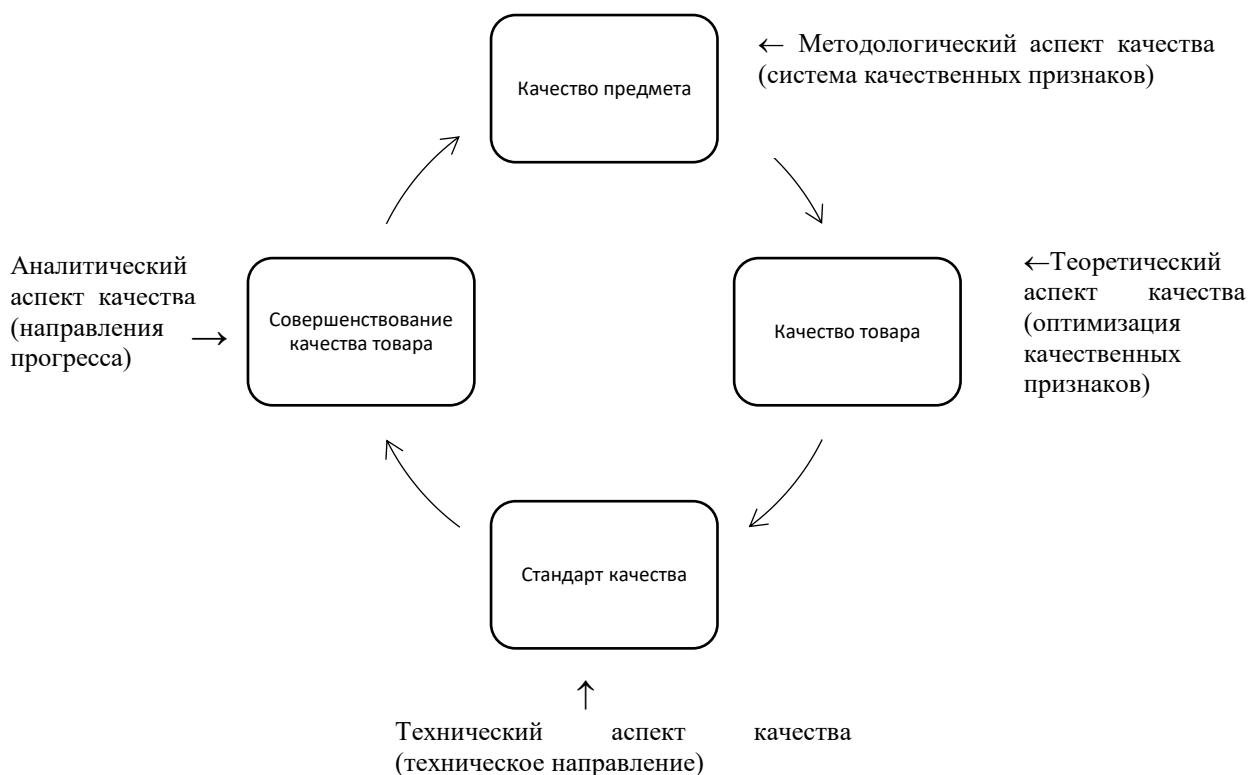 Качество предмета
← Методологический аспект качества
(система качественных признаков)
Аналитический
аспект качества
(направления
прогресса) →
Совершенствование
качества товара
Качество товара
←Теоретический
аспект качества
(оптимизация
качественных
признаков)
Стандарт качества
↑
Технический аспект качества
(техническое направление)